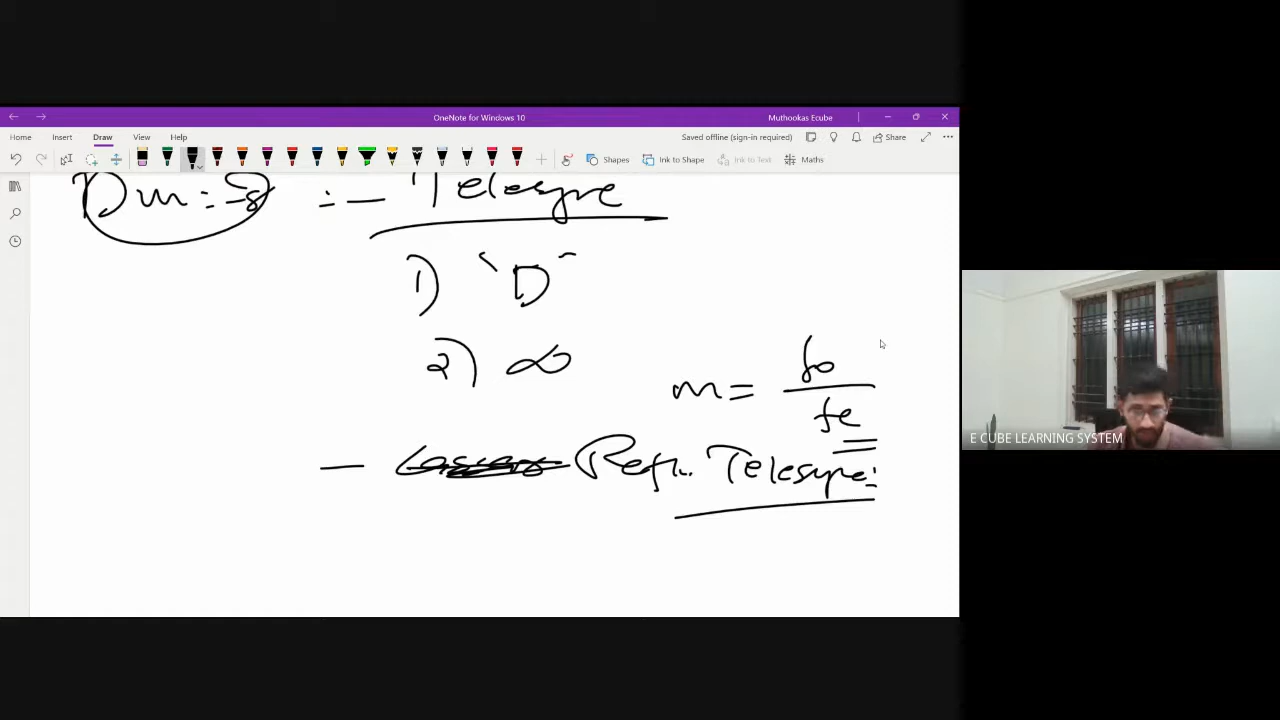 OneNote for Windows 10
Muthookas Ecube
Home Insert Draw View Help
Saved offline (sign-in required)
Share
Shapes
Ink to Shape
Ink to Text
Maths
:- Telescope
1) "D"
2) ∞
m = fo
fe
- Refl. Telescope:
E CUBE LEARNING SYSTEM